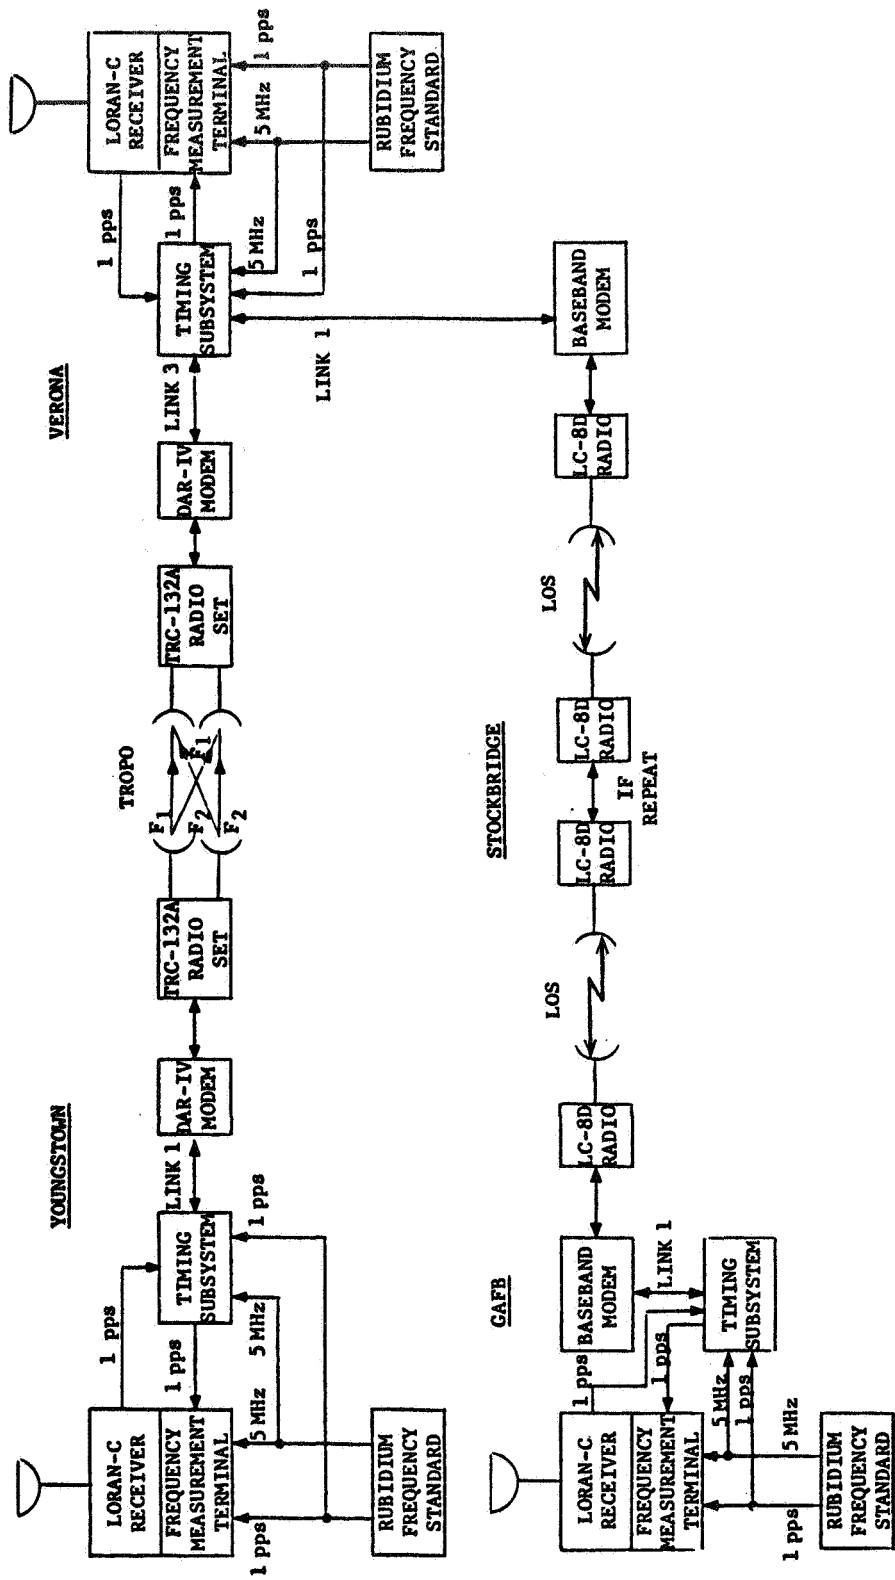 YOUNGSTOWN
LORAN-C
RECEIVER
FREQUENCY
MEASUREMENT
TERMINAL
1 pps
1 pps
TIMING
SUBSYSTEM
5 MHz
5 MHz
1 pps
1 pps
RUBIDIUM
FREQUENCY
STANDARD
LINK 1
DAR-IV
MODEM
TRC-132A
RADIO
SET
TROPO
F1
F2
F1
F2
TRC-132A
RADIO
SET
DAR-IV
MODEM
VERONA
LINK 3
TIMING
SUBSYSTEM
1 pps
1 pps
5 MHz
1 pps
LORAN-C
RECEIVER
FREQUENCY
MEASUREMENT
TERMINAL
5 MHz
1 pps
RUBIDIUM
FREQUENCY
STANDARD
LINK 1
GAFB
LORAN-C
RECEIVER
FREQUENCY
MEASUREMENT
TERMINAL
1 pps
1 pps
5 MHz
1 pps
1 pps
5 MHz
RUBIDIUM
FREQUENCY
STANDARD
BASEBAND
MODEM
LINK 1
TIMING
SUBSYSTEM
LC-8D
RADIO
LOS
STOCKBRIDGE
LC-8D
RADIO
IF
REPEAT
LC-8D
RADIO
LOS
LC-8D
RADIO
BASEBAND
MODEM